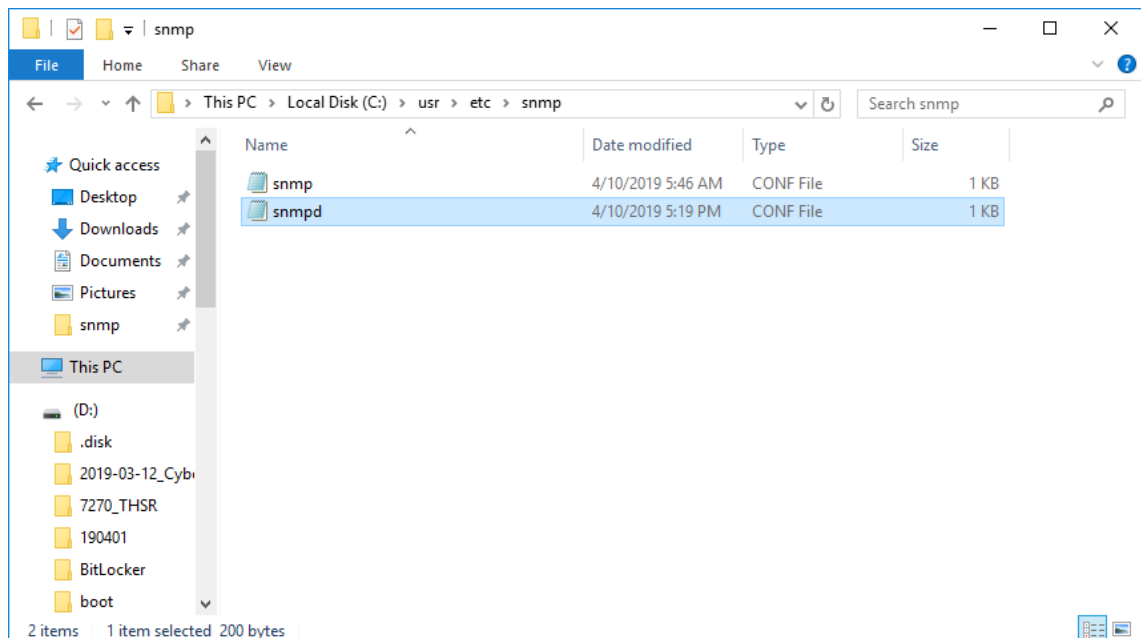 snmp
File Home Share View
This PC Local Disk (C:) usr etc snmp Search snmp
Name Date modified Type Size
Quick access
Desktop
Downloads
Documents
Pictures
snmp
This PC
(D:)
.disk
2019-03-12_Cyb
7270_THSR
190401
BitLocker
boot
snmp 4/10/2019 5:46 AM CONF File 1 KB
snmpd 4/10/2019 5:19 PM CONF File 1 KB
2 items 1 item selected 200 bytes